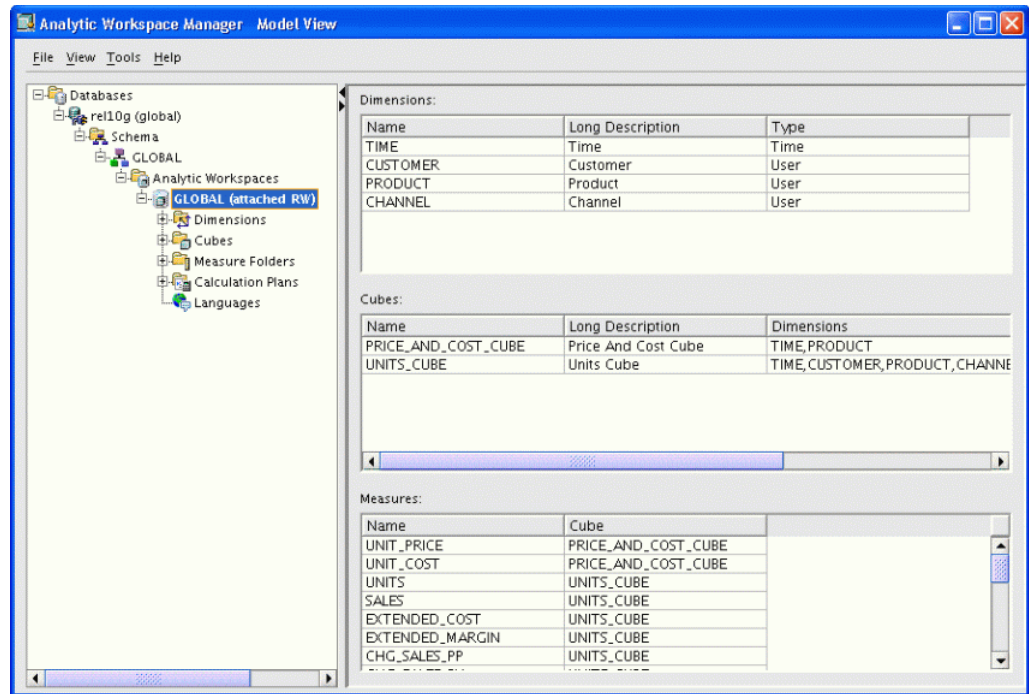 Analytic Workspace Manager Model View
File View Tools Help
Databases
rel10g (global)
Schema
GLOBAL
Analytic Workspaces
GLOBAL (attached RW)
Dimensions
Cubes
Measure Folders
Calculation Plans
Languages
Dimensions:
Name Long Description Type
TIME Time Time
CUSTOMER Customer User
PRODUCT Product User
CHANNEL Channel User
Cubes:
Name Long Description Dimensions
PRICE_AND_COST_CUBE Price And Cost Cube TIME,PRODUCT
UNITS_CUBE Units Cube TIME,CUSTOMER,PRODUCT,CHANNE
Measures:
Name Cube
UNIT_PRICE PRICE_AND_COST_CUBE
UNIT_COST PRICE_AND_COST_CUBE
UNITS UNITS_CUBE
SALES UNITS_CUBE
EXTENDED_COST UNITS_CUBE
EXTENDED_MARGIN UNITS_CUBE
CHG_SALES_PP UNITS_CUBE